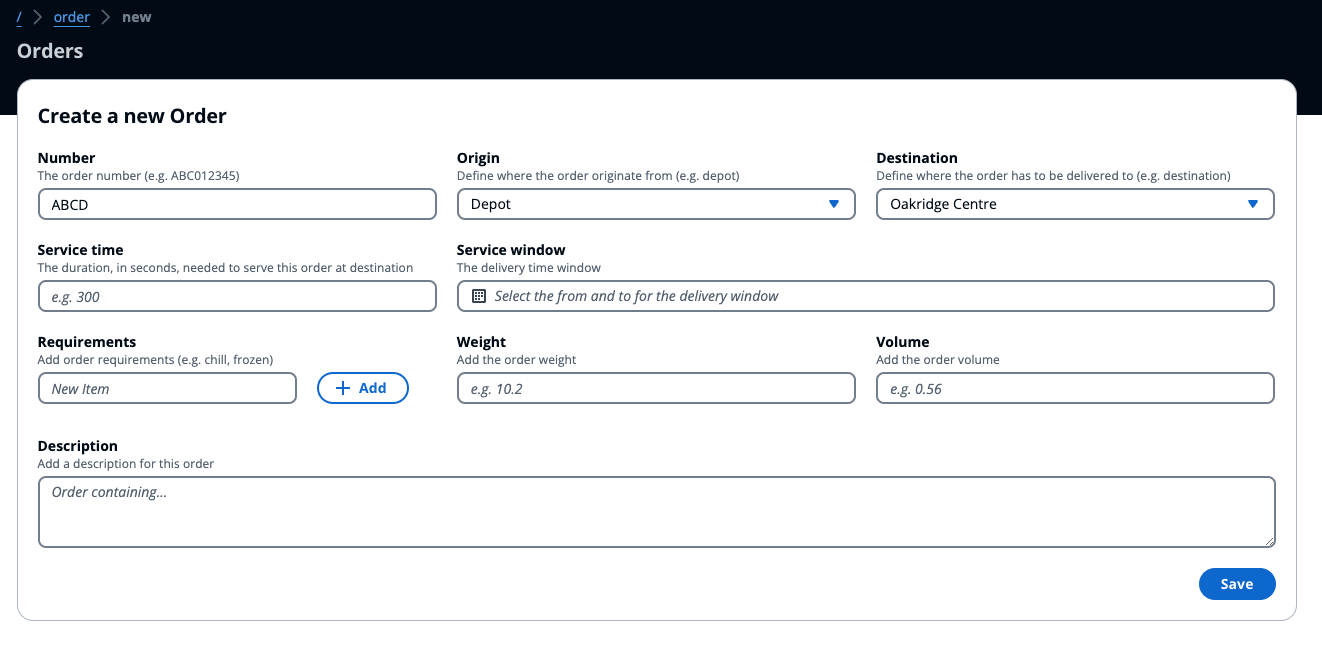 / order new
Orders
Create a new Order
Number Origin Destination
The order number (e.g. ABC012345) Define where the order originate from (e.g. depot) Define where the order has to be delivered to (e.g. destination)
ABCD Depot Oakridge Centre
Service time Service window
The duration, in seconds, needed to serve this order at destination The delivery time window
e.g. 300 Select the from and to for the delivery window
Requirements Weight Volume
Add order requirements (e.g. chill, frozen) Add the order weight Add the order volume
New Item Add e.g. 10.2 e.g. 0.56
Description
Add a description for this order
Order containing...
Save